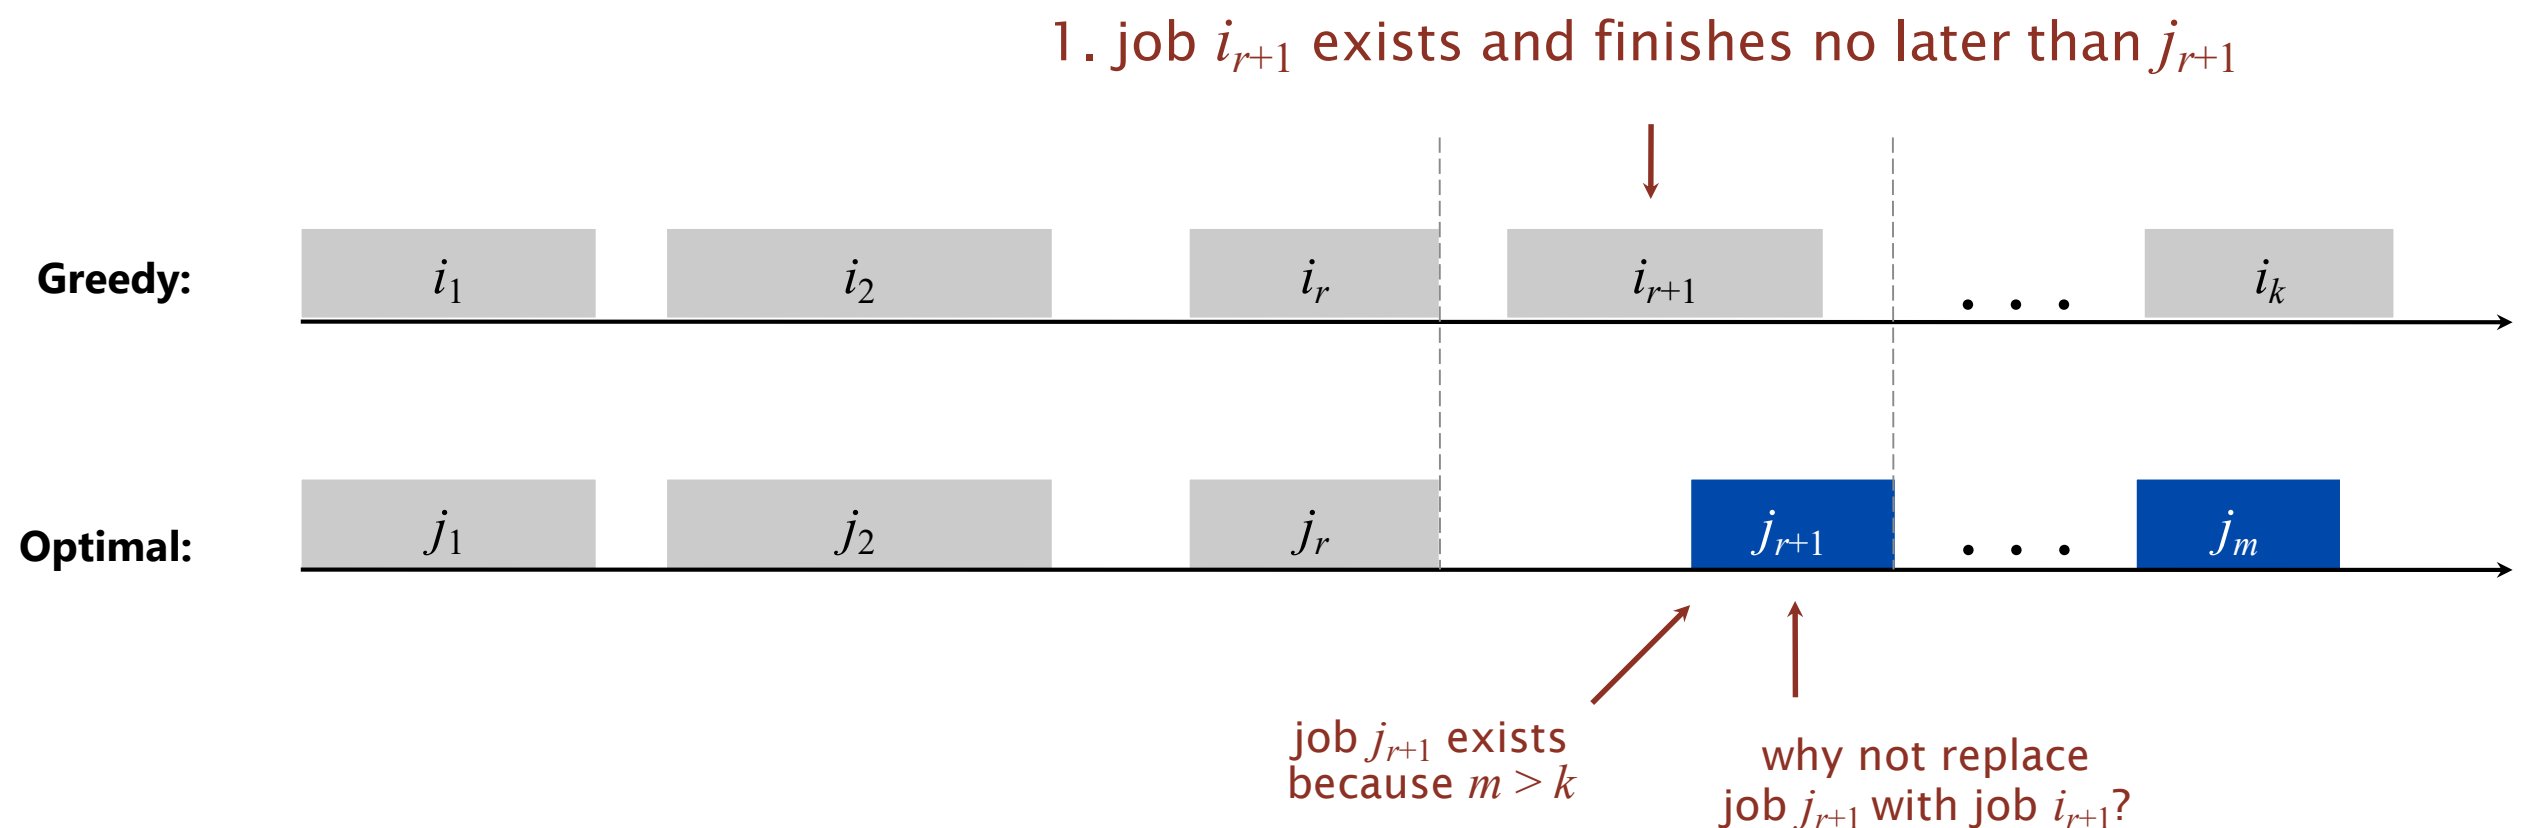 1. job i_{r+1} exists and finishes no later than j_{r+1}
Greedy: i_1 i_2 i_r i_{r+1} . . . i_k
Optimal: j_1 j_2 j_r j_{r+1} . . . j_m
job j_{r+1} exists
because m > k
why not replace
job j_{r+1} with job i_{r+1}?